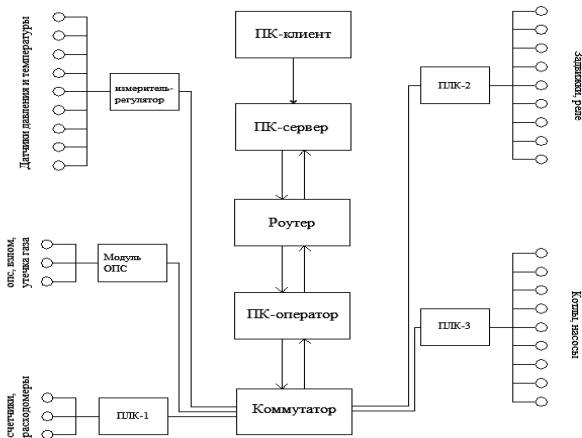 ПК-клиент
Датчики давления и температуры
измеритель-
регулятор
ПЛК-2
Задвижки, реле
ПК-сервер
Роутер
опс, взлом,
утечка газа
Модуль
ОПС
ПК-оператор
ПЛК-3
Котлы, насосы
счетчики,
расходомеры
ПЛК-1
Коммутатор